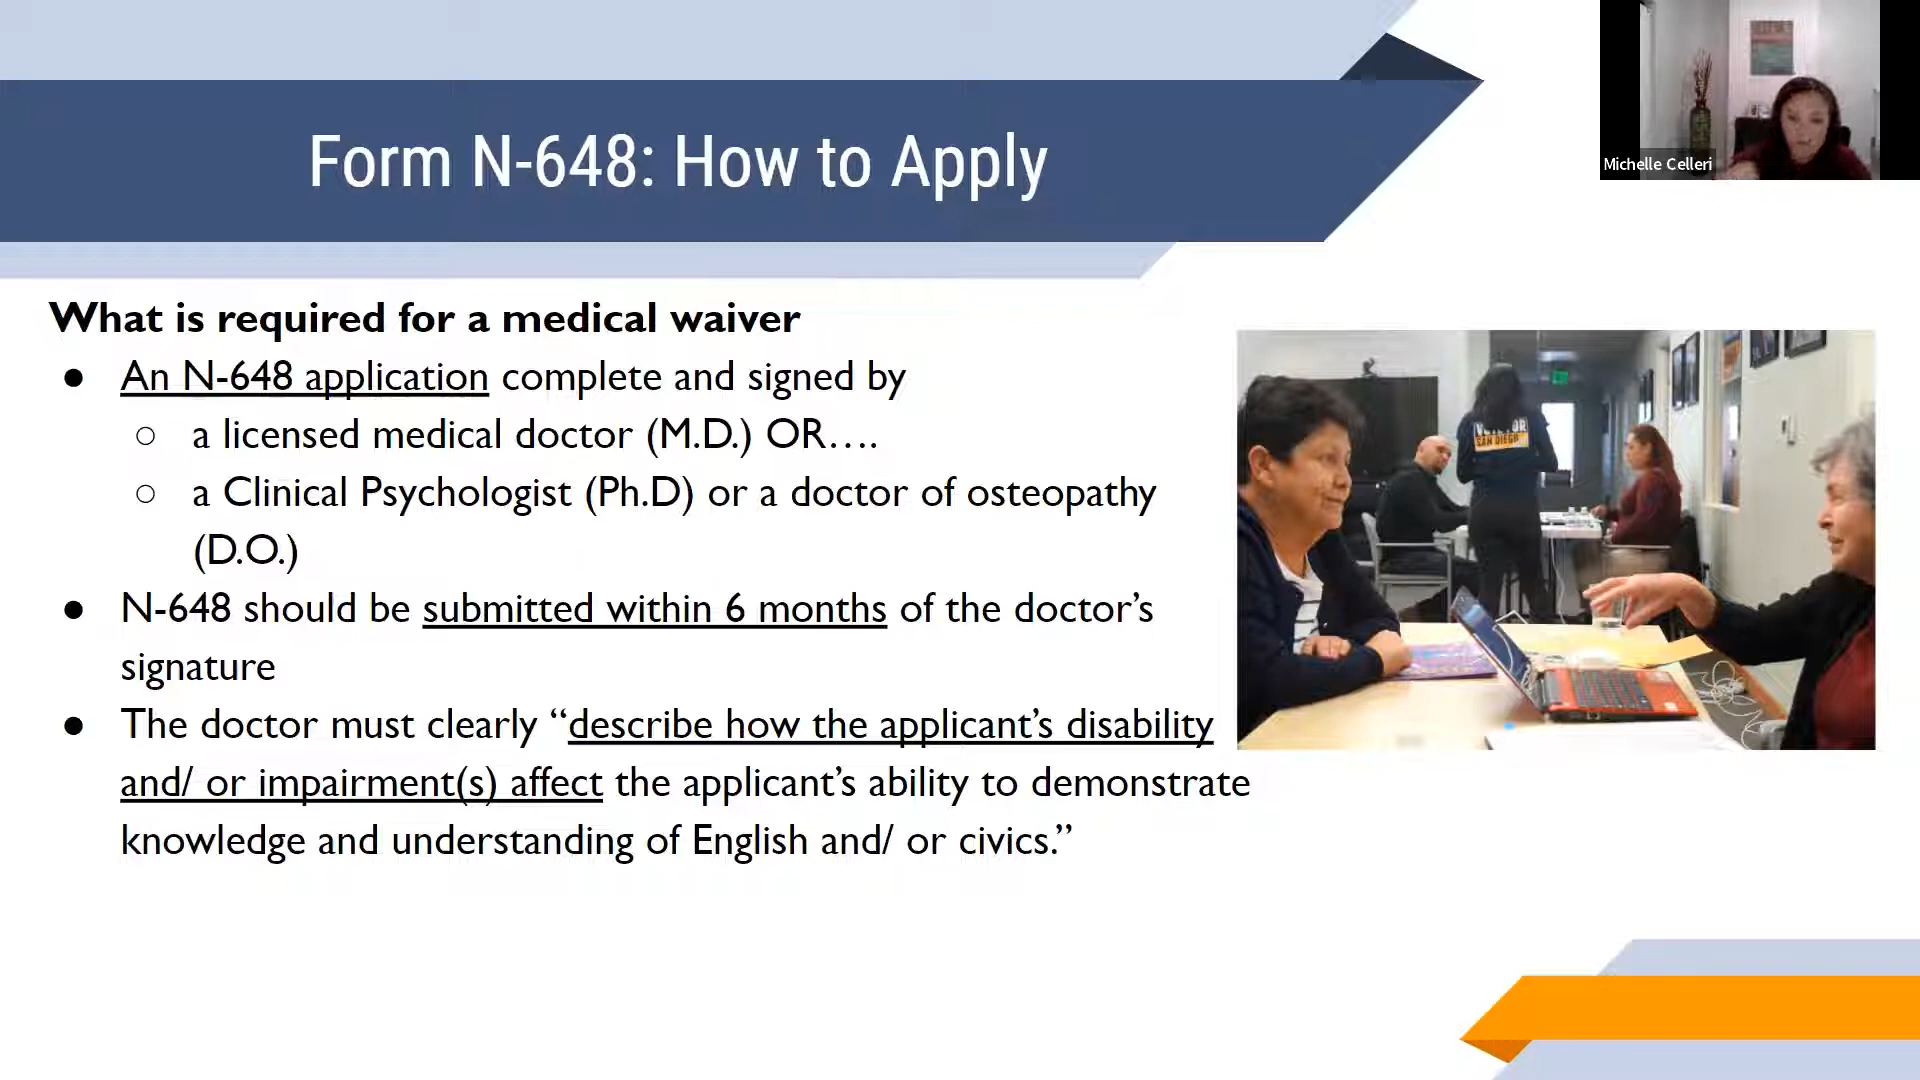 Form N-648: How to Apply
Michelle Celleri
What is required for a medical waiver
● An N-648 application complete and signed by
○ a licensed medical doctor (M.D.) OR….
○ a Clinical Psychologist (Ph.D) or a doctor of osteopathy
(D.O.)
● N-648 should be submitted within 6 months of the doctor’s
signature
● The doctor must clearly “describe how the applicant’s disability
and/ or impairment(s) affect the applicant’s ability to demonstrate
knowledge and understanding of English and/ or civics.”
SAN DIEGO